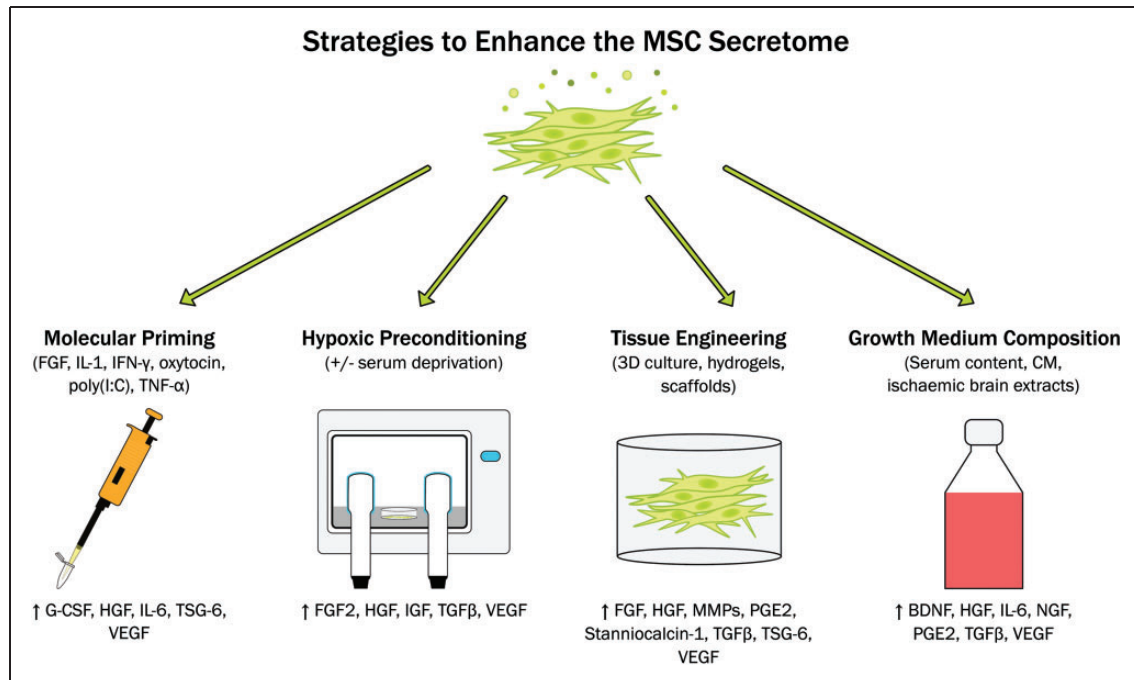 Strategies to Enhance the MSC Secretome
Molecular Priming
(FGF, IL-1, IFN-γ, oxytocin,
poly(I:C), TNF-α)
↑ G-CSF, HGF, IL-6, TSG-6,
VEGF
Hypoxic Preconditioning
(+/- serum deprivation)
↑ FGF2, HGF, IGF, TGFβ, VEGF
Tissue Engineering
(3D culture, hydrogels,
scaffolds)
↑ FGF, HGF, MMPs, PGE2,
Stanniocalcin-1, TGFβ, TSG-6,
VEGF
Growth Medium Composition
(Serum content, CM,
ischaemic brain extracts)
↑ BDNF, HGF, IL-6, NGF,
PGE2, TGFβ, VEGF